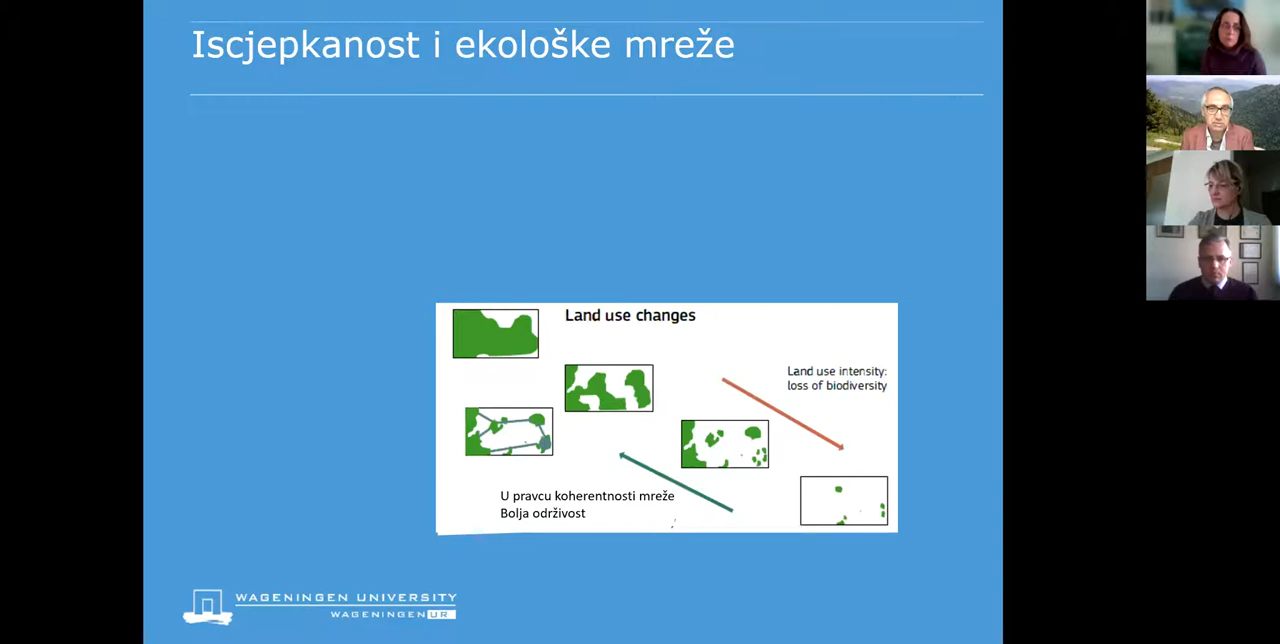 Iscjepkanost i ekološke mreže
Land use changes
Land use intensity:
loss of biodiversity
U pravcu koherentnosti mreže
Bolja održivost
WAGENINGEN UNIVERSITY
WAGENINGEN UR